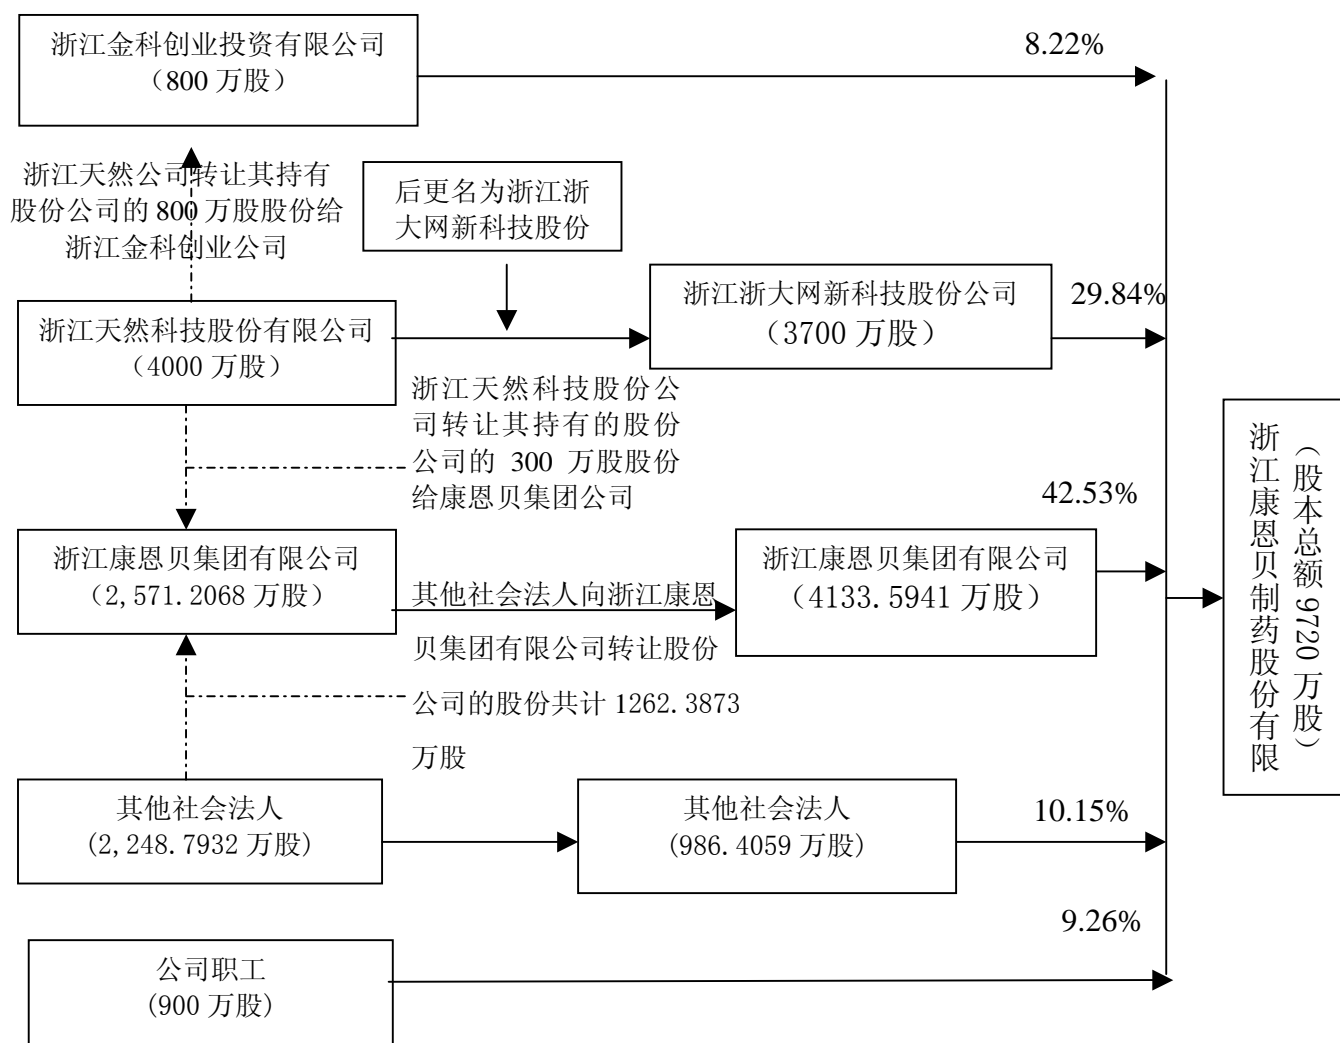 浙江金科创业投资有限公司
（800 万股）
8.22%
浙江天然公司转让其持有
股份公司的 800 万股股份给
浙江金科创业公司
后更名为浙江浙
大网新科技股份
浙江天然科技股份有限公司
（4000 万股）
浙江浙大网新科技股份公司
（3700 万股）
29.84%
浙江天然科技股份公
司转让其持有的股份
公司的 300 万股股份
给康恩贝集团公司
浙江康恩贝集团有限公司
（2,571.2068 万股）
其他社会法人向浙江康恩
贝集团有限公司转让股份
公司的股份共计 1262.3873
万股
浙江康恩贝集团有限公司
（4133.5941 万股）
42.53%
其他社会法人
(2,248.7932 万股)
其他社会法人
(986.4059 万股)
10.15%
公司职工
(900 万股)
9.26%
浙江康恩贝制药股份有限
（股本总额 9720 万股）